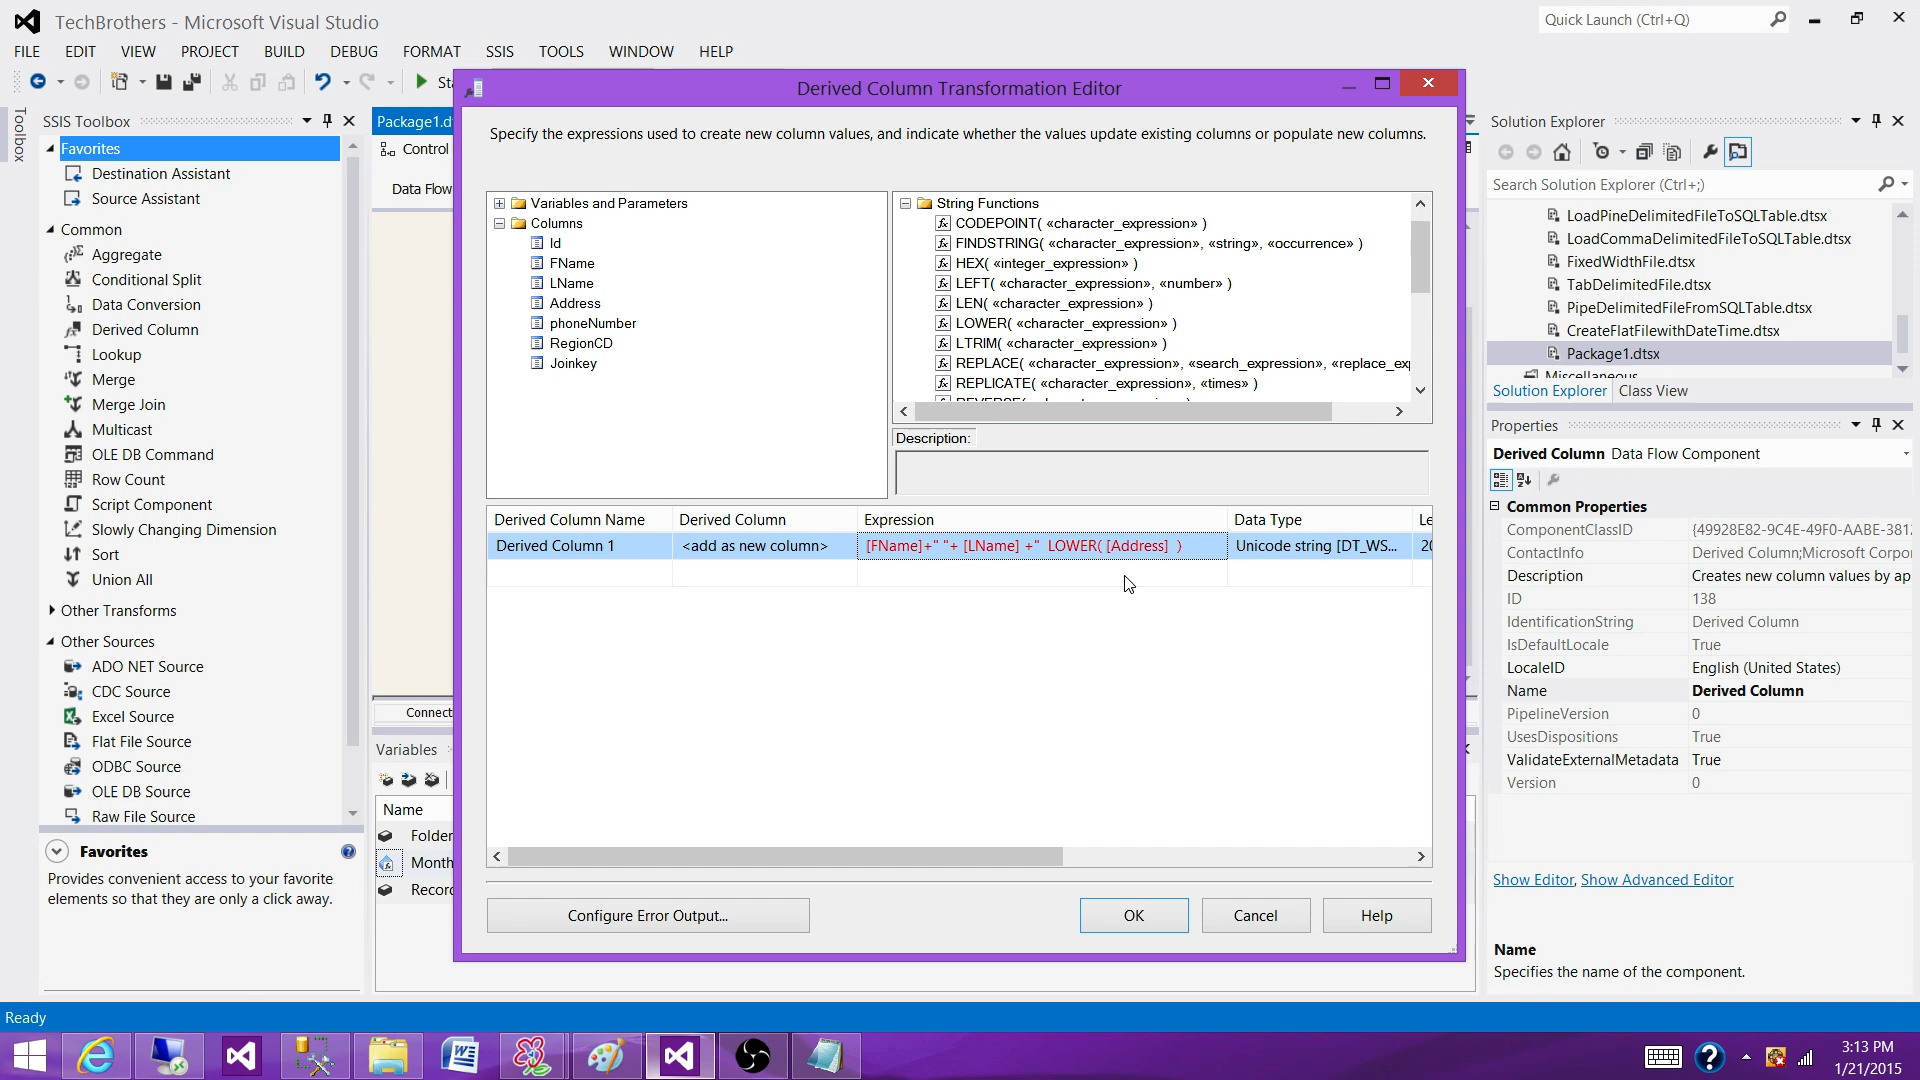 TechBrothers - Microsoft Visual Studio
Quick Launch (Ctrl+Q)
FILE EDIT VIEW PROJECT BUILD DEBUG FORMAT SSIS TOOLS WINDOW HELP
Toolbox
SSIS Toolbox
Favorites
Destination Assistant
Source Assistant
Common
Aggregate
Conditional Split
Data Conversion
Derived Column
Lookup
Merge
Merge Join
Multicast
OLE DB Command
Row Count
Script Component
Slowly Changing Dimension
Sort
Union All
Other Transforms
Other Sources
ADO NET Source
CDC Source
Excel Source
Flat File Source
ODBC Source
OLE DB Source
Raw File Source
Favorites
Provides convenient access to your favorite
elements so that they are only a click away.
Package1.d
Control
Data Flow
Connect
Variables
Name
Folder
Month
Record
Derived Column Transformation Editor
Specify the expressions used to create new column values, and indicate whether the values update existing columns or populate new columns.
Variables and Parameters
Columns
Id
FName
LName
Address
phoneNumber
RegionCD
Joinkey
String Functions
CODEPOINT( «character_expression» )
FINDSTRING( «character_expression», «string», «occurrence» )
HEX( «integer_expression» )
LEFT( «character_expression», «number» )
LEN( «character_expression» )
LOWER( «character_expression» )
LTRIM( «character_expression» )
REPLACE( «character_expression», «search_expression», «replace_exp
REPLICATE( «character_expression», «times» )
Description:
Derived Column Name Derived Column Expression Data Type Le
Derived Column 1 <add as new column> [FName]+" "+ [LName] +"  LOWER( [Address]  ) Unicode string [DT_WS... 20
Configure Error Output... OK Cancel Help
Solution Explorer
Search Solution Explorer (Ctrl+;)
LoadPineDelimitedFileToSQLTable.dtsx
LoadCommaDelimitedFileToSQLTable.dtsx
FixedWidthFile.dtsx
TabDelimitedFile.dtsx
PipeDelimitedFileFromSQLTable.dtsx
CreateFlatFilewithDateTime.dtsx
Package1.dtsx
Miscellaneous
Solution Explorer Class View
Properties
Derived Column Data Flow Component
Common Properties
ComponentClassID {49928E82-9C4E-49F0-AABE-381
ContactInfo Derived Column;Microsoft Corpo
Description Creates new column values by ap
ID 138
IdentificationString Derived Column
IsDefaultLocale True
LocaleID English (United States)
Name Derived Column
PipelineVersion 0
UsesDispositions True
ValidateExternalMetadata True
Version 0
Show Editor, Show Advanced Editor
Name
Specifies the name of the component.
Ready
3:13 PM
1/21/2015